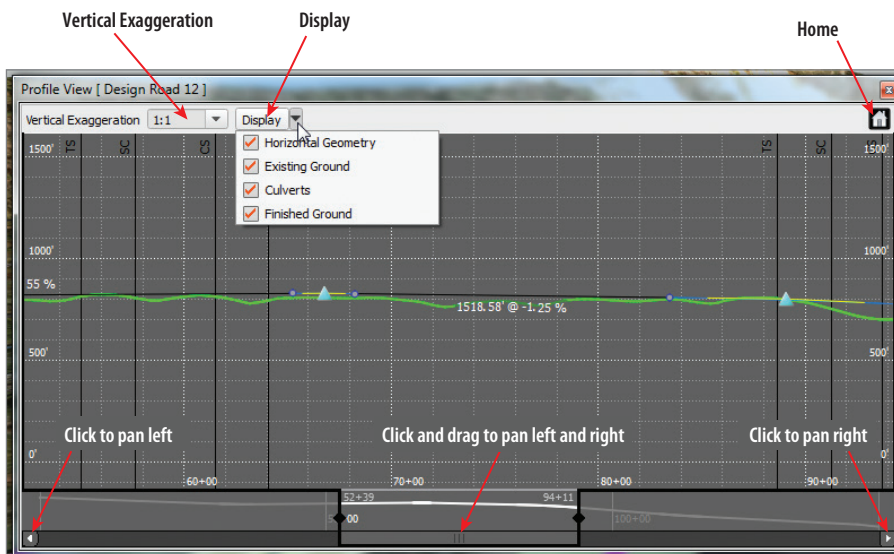 Vertical Exaggeration Display Home
Profile View [ Design Road 12 ]
Vertical Exaggeration 1:1 Display
Horizontal Geometry
Existing Ground
Culverts
Finished Ground
1500' TS SC CS TS SC 1500'
1000' 1000'
55 %
1518.58' @ -1.25 %
500' 500'
Click to pan left Click and drag to pan left and right Click to pan right
0' 0'
60+00 70+00 80+00 90+00
52+39 94+11
00 100+00